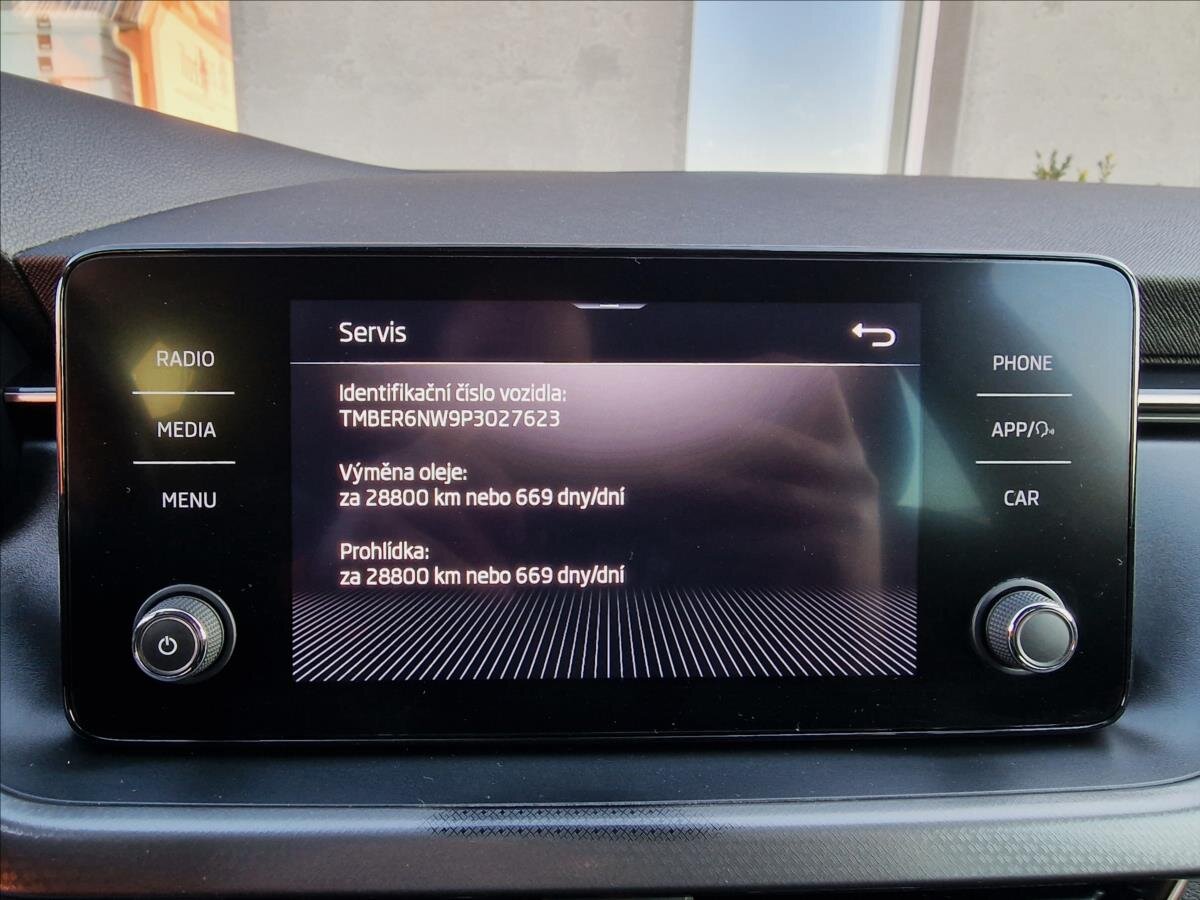 Servis
RADIO
MEDIA
MENU
Identifikační číslo vozidla:
TMBER6NW9P3027623
Výměna oleje:
za 28800 km nebo 669 dny/dní
Prohlídka:
za 28800 km nebo 669 dny/dní
PHONE
APP/
CAR